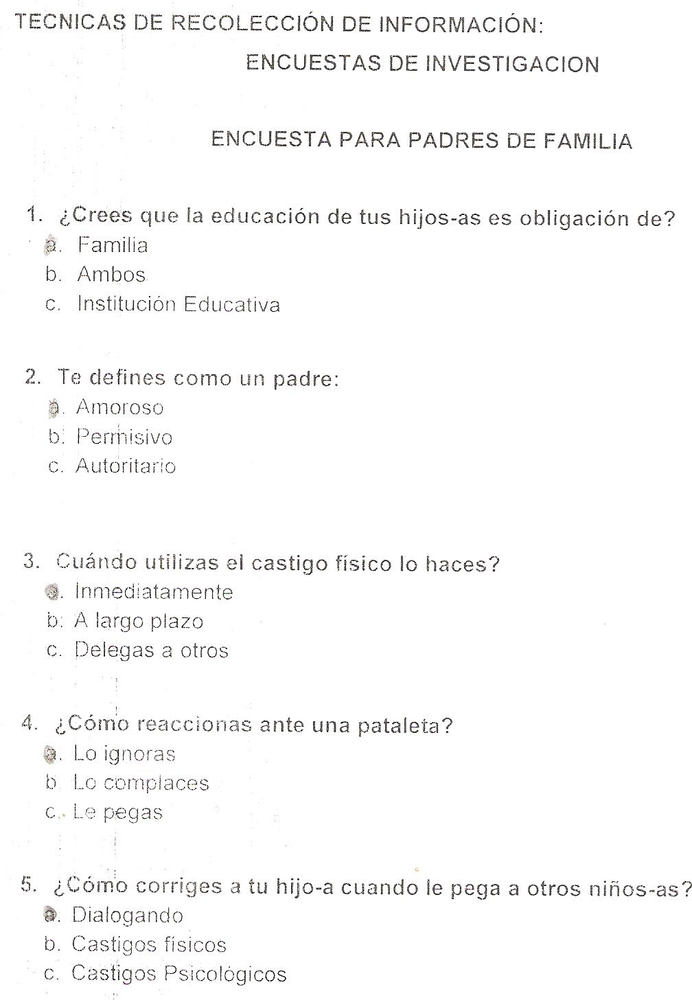 TECNICAS DE RECOLECCIÓN DE INFORMACIÓN:
ENCUESTAS DE INVESTIGACION
ENCUESTA PARA PADRES DE FAMILIA
1. ¿Crees que la educación de tus hijos-as es obligación de?
a. Familia
b. Ambos
c. Institución Educativa
2. Te defines como un padre:
a. Amoroso
b. Permisivo
c. Autoritario
3. Cuándo utilizas el castigo físico lo haces?
a. Inmediatamente
b. A largo plazo
c. Delegas a otros
4. ¿Cómo reaccionas ante una pataleta?
a. Lo ignoras
b Lo complaces
c. Le pegas
5. ¿Cómo corriges a tu hijo-a cuando le pega a otros niños-as?
a. Dialogando
b. Castigos físicos
c. Castigos Psicológicos